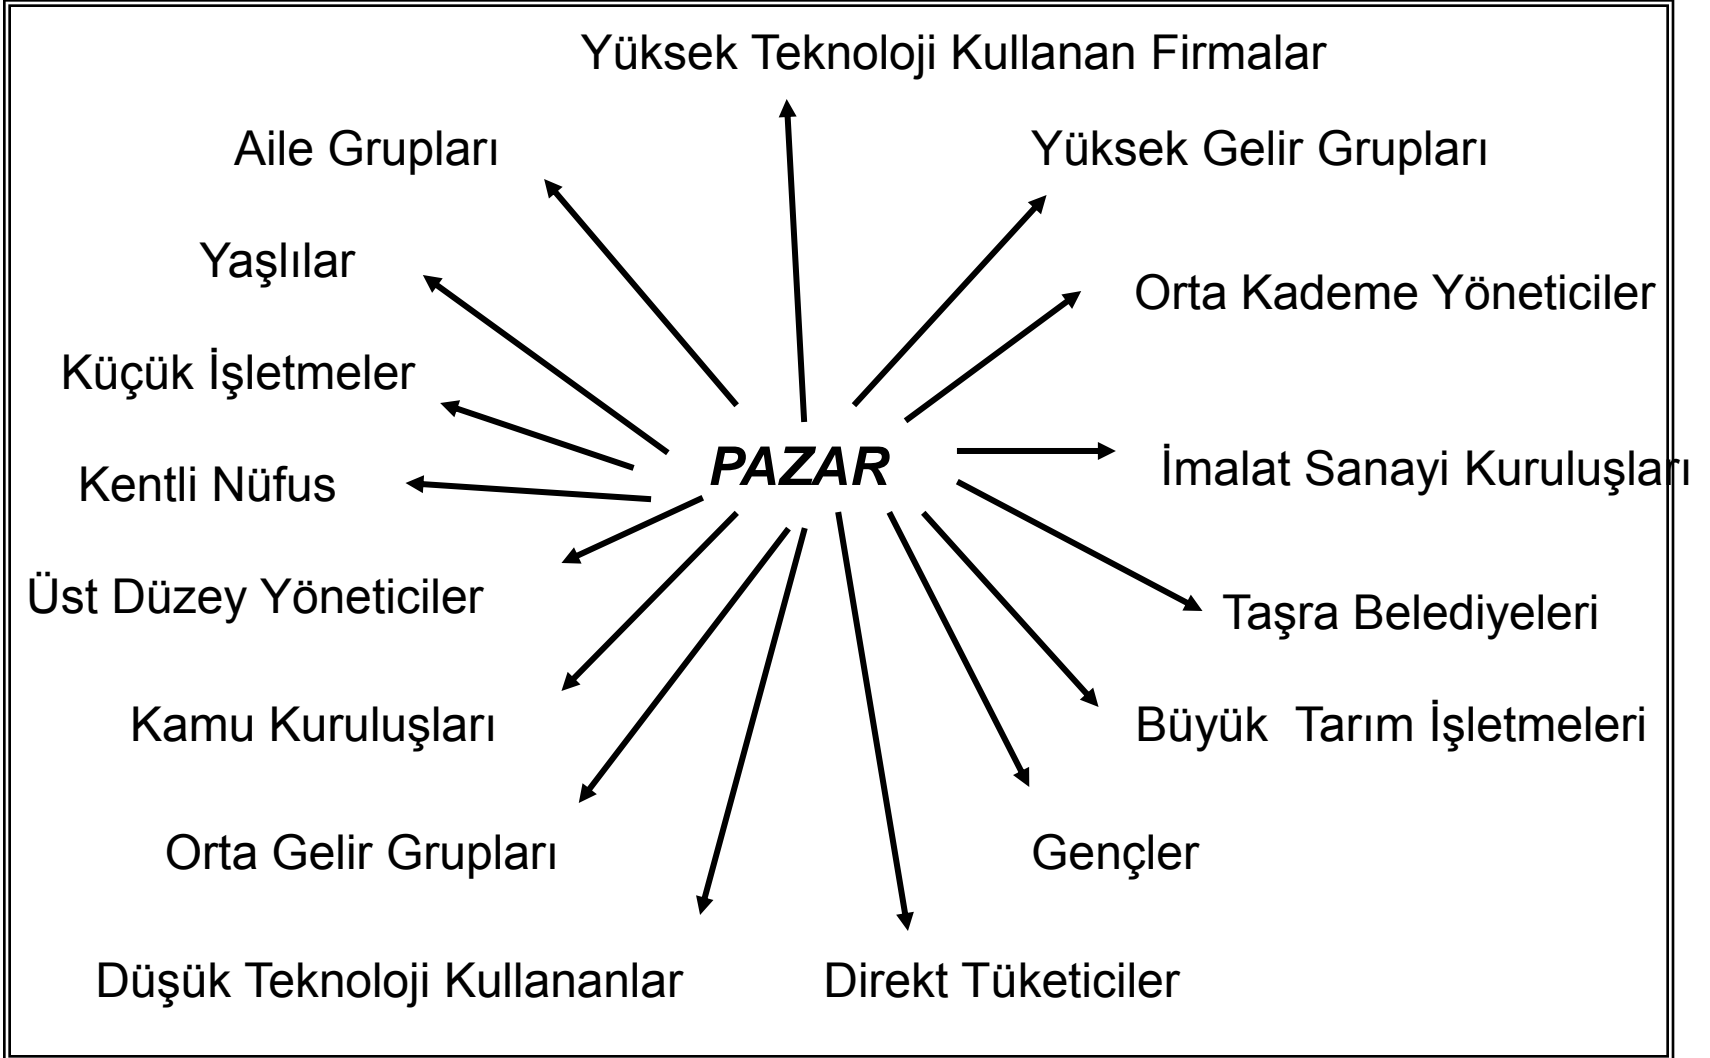 Yüksek Teknoloji Kullanan Firmalar
Aile Grupları
Yüksek Gelir Grupları
Yaşlılar
Orta Kademe Yöneticiler
Küçük İşletmeler
PAZAR
İmalat Sanayi Kuruluşları
Kentli Nüfus
Üst Düzey Yöneticiler
Taşra Belediyeleri
Kamu Kuruluşları
Büyük  Tarım İşletmeleri
Orta Gelir Grupları
Gençler
Düşük Teknoloji Kullananlar
Direkt Tüketiciler